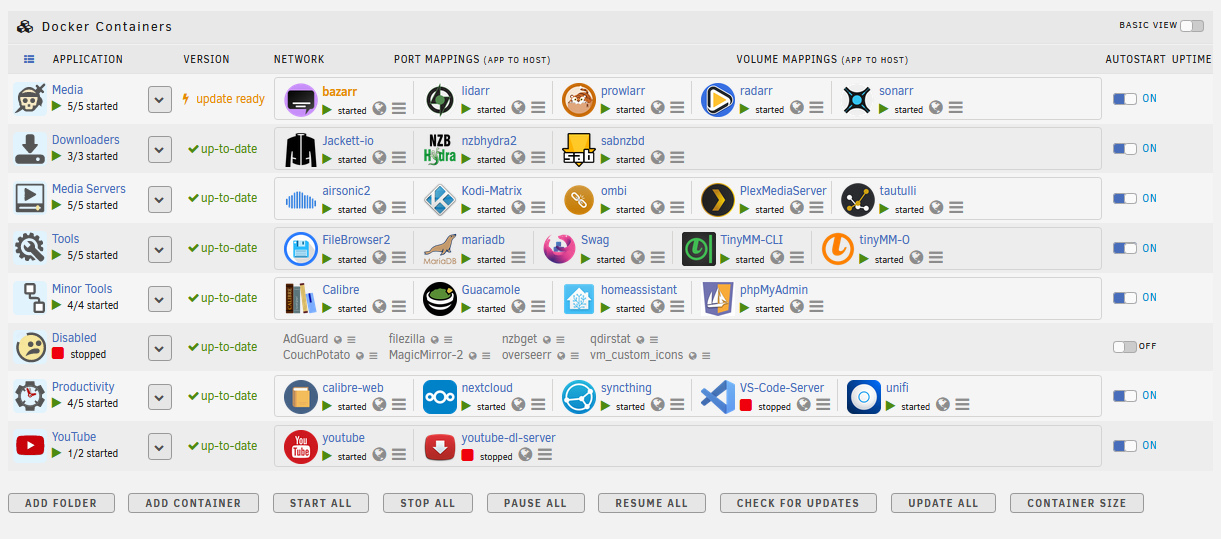 Docker Containers
BASIC VIEW
APPLICATION VERSION NETWORK PORT MAPPINGS (APP TO HOST) VOLUME MAPPINGS (APP TO HOST) AUTOSTART UPTIME
Media 5/5 started update ready bazarr started lidarr started prowlarr started radarr started sonarr started ON
Downloaders 3/3 started up-to-date Jackett-io started NZB Hydra nzbhydra2 started sab sabnzbd started ON
Media Servers 5/5 started up-to-date airsonic2 started Kodi-Matrix started ombi started PlexMediaServer started tautulli started ON
Tools 5/5 started up-to-date FileBrowser2 started MariaDB mariadb started Swag started TinyMM-CLI started tinyMM-O started ON
Minor Tools 4/4 started up-to-date CALIBRE Calibre started Guacamole started homeassistant started phpMyAdmin started ON
Disabled stopped up-to-date AdGuard filezilla nzbget qdirstat OFF
CouchPotato MagicMirror-2 overseerr vm_custom_icons
Productivity 4/5 started up-to-date calibre-web started nextcloud started syncthing started VS-Code-Server stopped unifi started ON
YouTube 1/2 started up-to-date You Tube youtube started youtube-dl-server stopped ON
ADD FOLDER ADD CONTAINER START ALL STOP ALL PAUSE ALL RESUME ALL CHECK FOR UPDATES UPDATE ALL CONTAINER SIZE